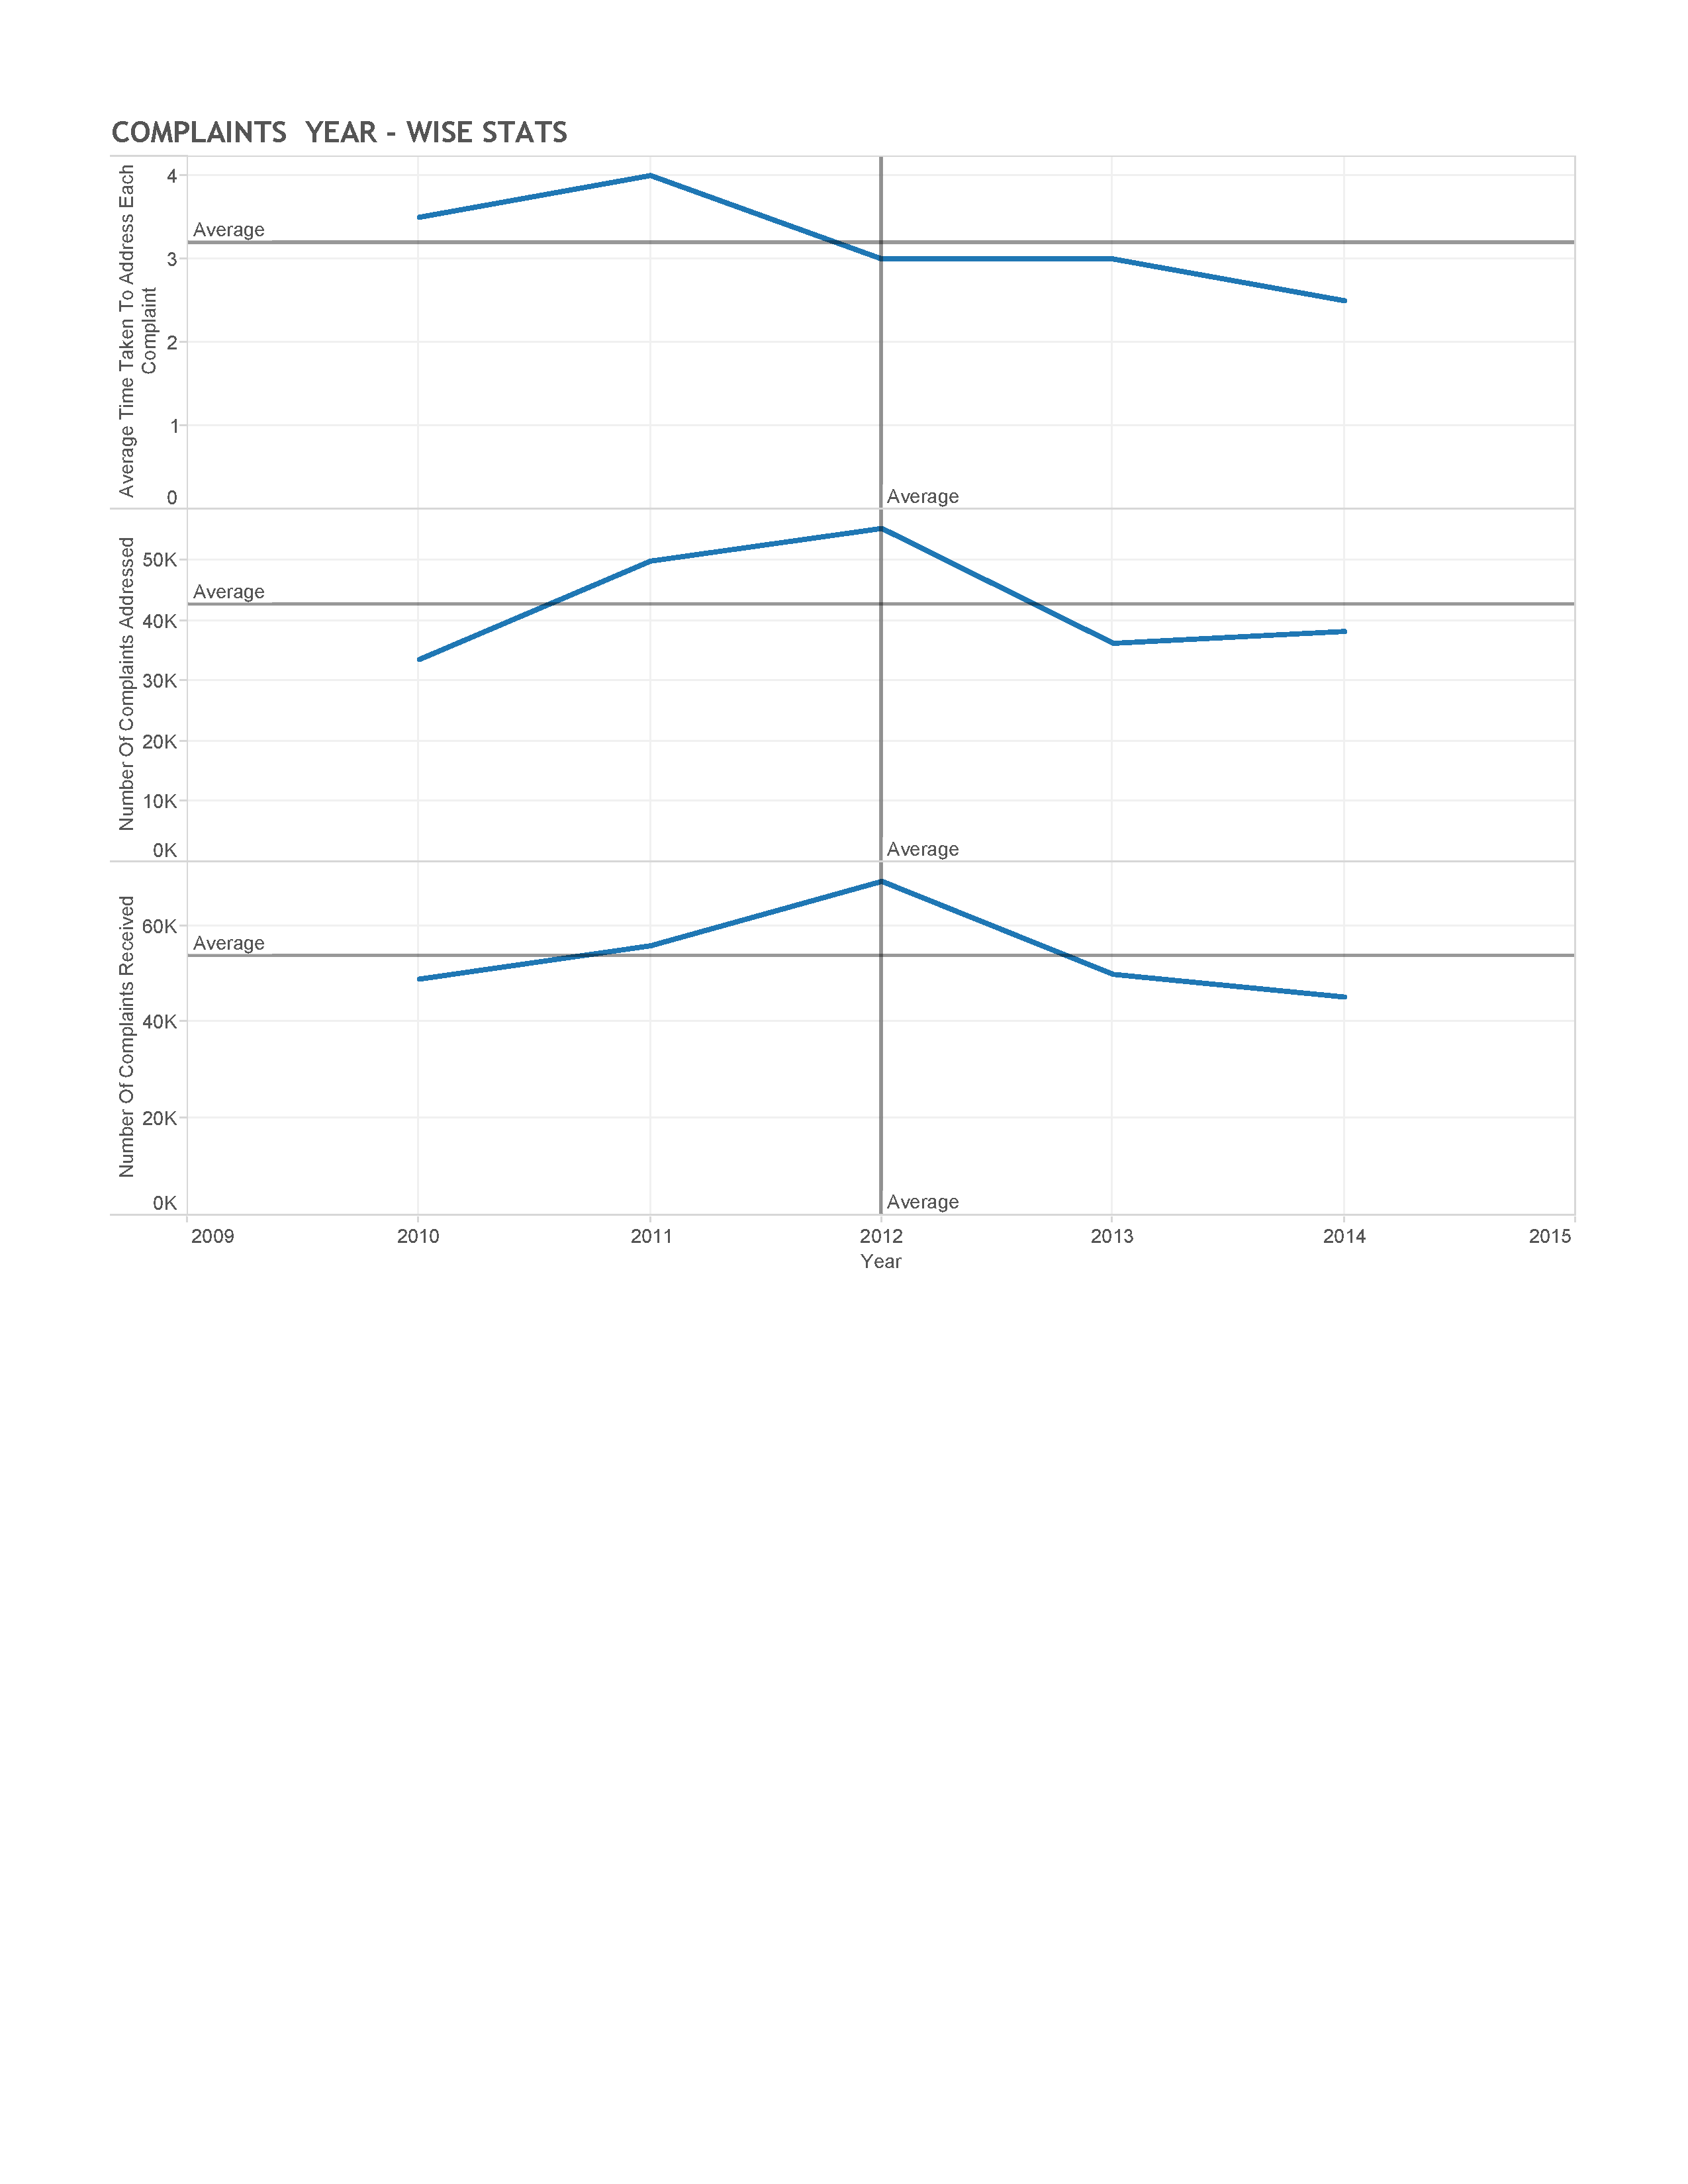 COMPLAINTS  YEAR - WISE STATS
Average Time Taken To Address Each
Complaint
4
3
2
1
0
Average
Average
Number Of Complaints Addressed
50K
40K
30K
20K
10K
0K
Average
Average
Number Of Complaints Received
60K
40K
20K
0K
Average
Average
2009 2010 2011 2012 2013 2014 2015
Year